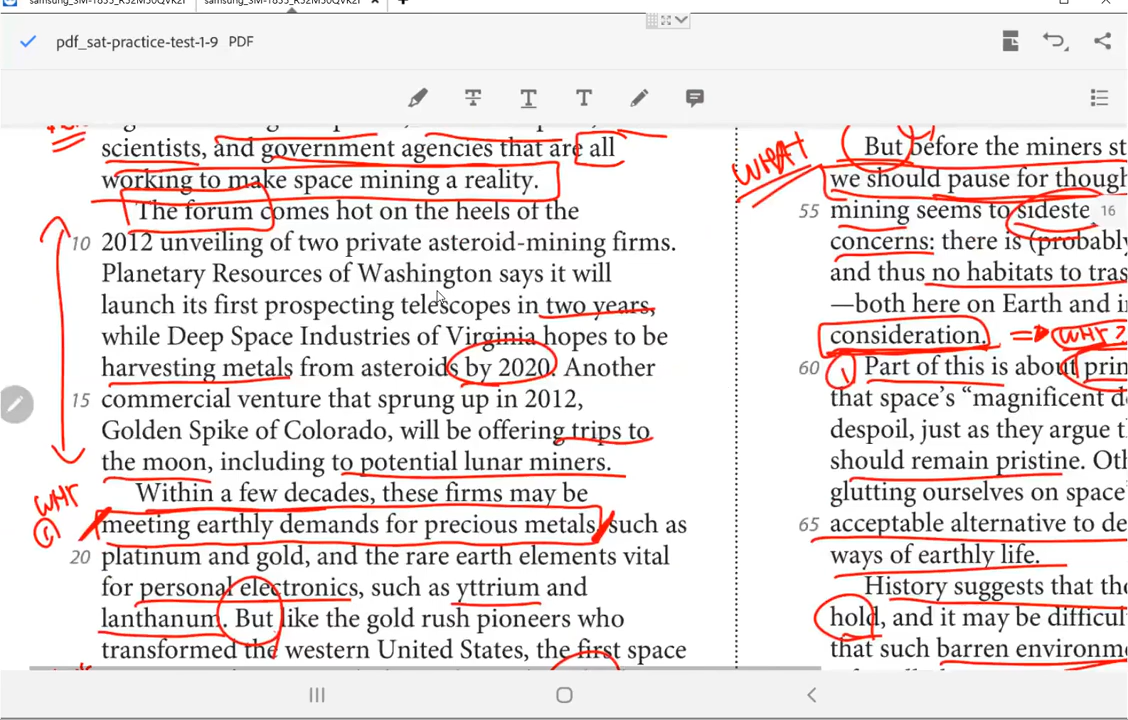 pdf_sat-practice-test-1-9 PDF
scientists, and government agencies that are all
working to make space mining a reality.
The forum comes hot on the heels of the
10 2012 unveiling of two private asteroid-mining firms.
Planetary Resources of Washington says it will
launch its first prospecting telescopes in two years,
while Deep Space Industries of Virginia hopes to be
harvesting metals from asteroids by 2020. Another
15 commercial venture that sprung up in 2012,
Golden Spike of Colorado, will be offering trips to
the moon, including to potential lunar miners.
WHY
Within a few decades, these firms may be
meeting earthly demands for precious metals, such as
20 platinum and gold, and the rare earth elements vital
for personal electronics, such as yttrium and
lanthanum. But like the gold rush pioneers who
transformed the western United States, the first space
WHAT
But before the miners st
we should pause for though
55 mining seems to sideste
16
concerns: there is (probably
and thus no habitats to tras
—both here on Earth and i
consideration. WHY?
60 1 Part of this is about prin
that space's “magnificent de
despoil, just as they argue t
should remain pristine. Oth
glutting ourselves on space'
65 acceptable alternative to de
ways of earthly life.
History suggests that the
hold, and it may be difficul
that such barren environme